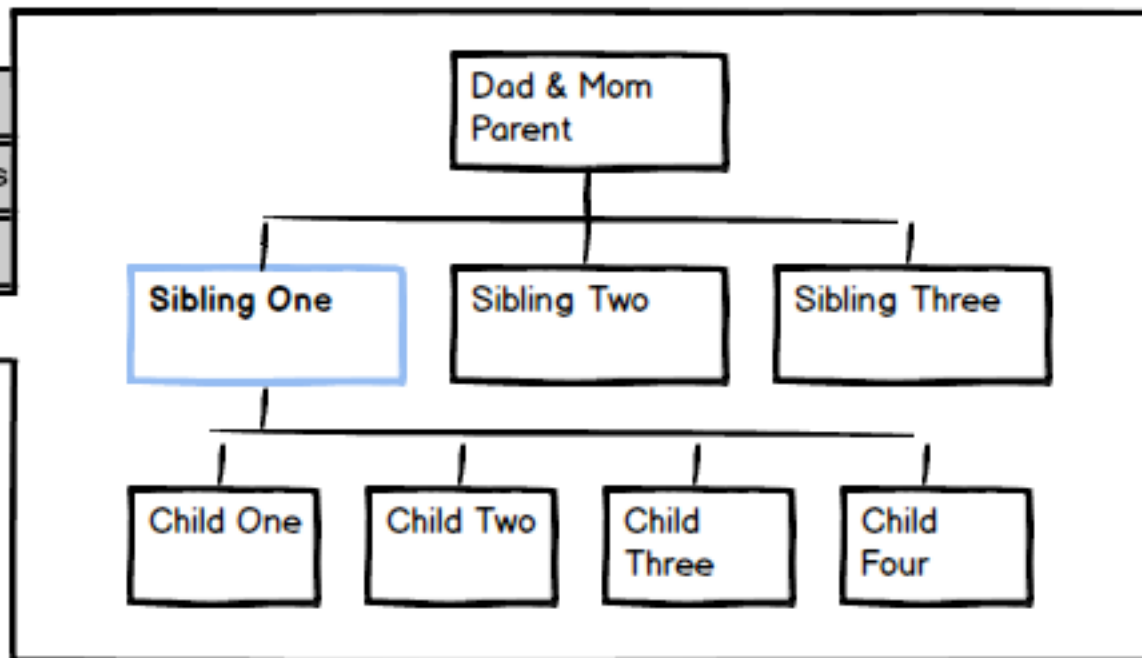 Dad & Mom
Parent
s
Sibling One
Sibling Two
Sibling Three
Child One
Child Two
Child
Three
Child
Four